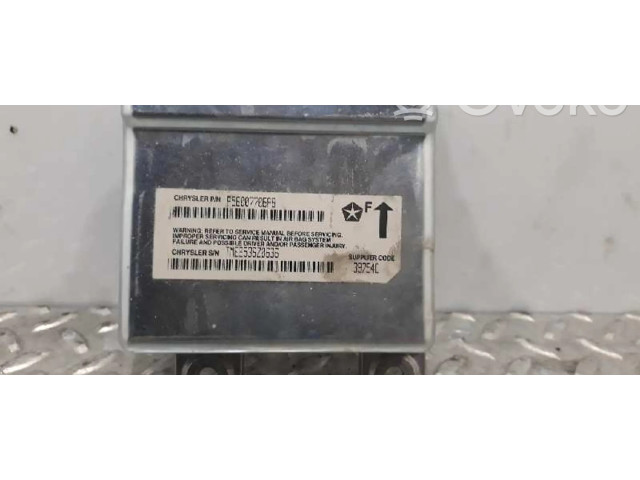 CHRYSLER P/N P56007706AG
F
WARNING: REFER TO SERVICE MANUAL BEFORE SERVICING.
IMPROPER SERVICING CAN RESULT IN AIR BAG SYSTEM
FAILURE AND POSSIBLE DRIVER AND/OR PASSENGER INJURY.
CHRYSLER S/N
SUPPLIER CODE
39754C